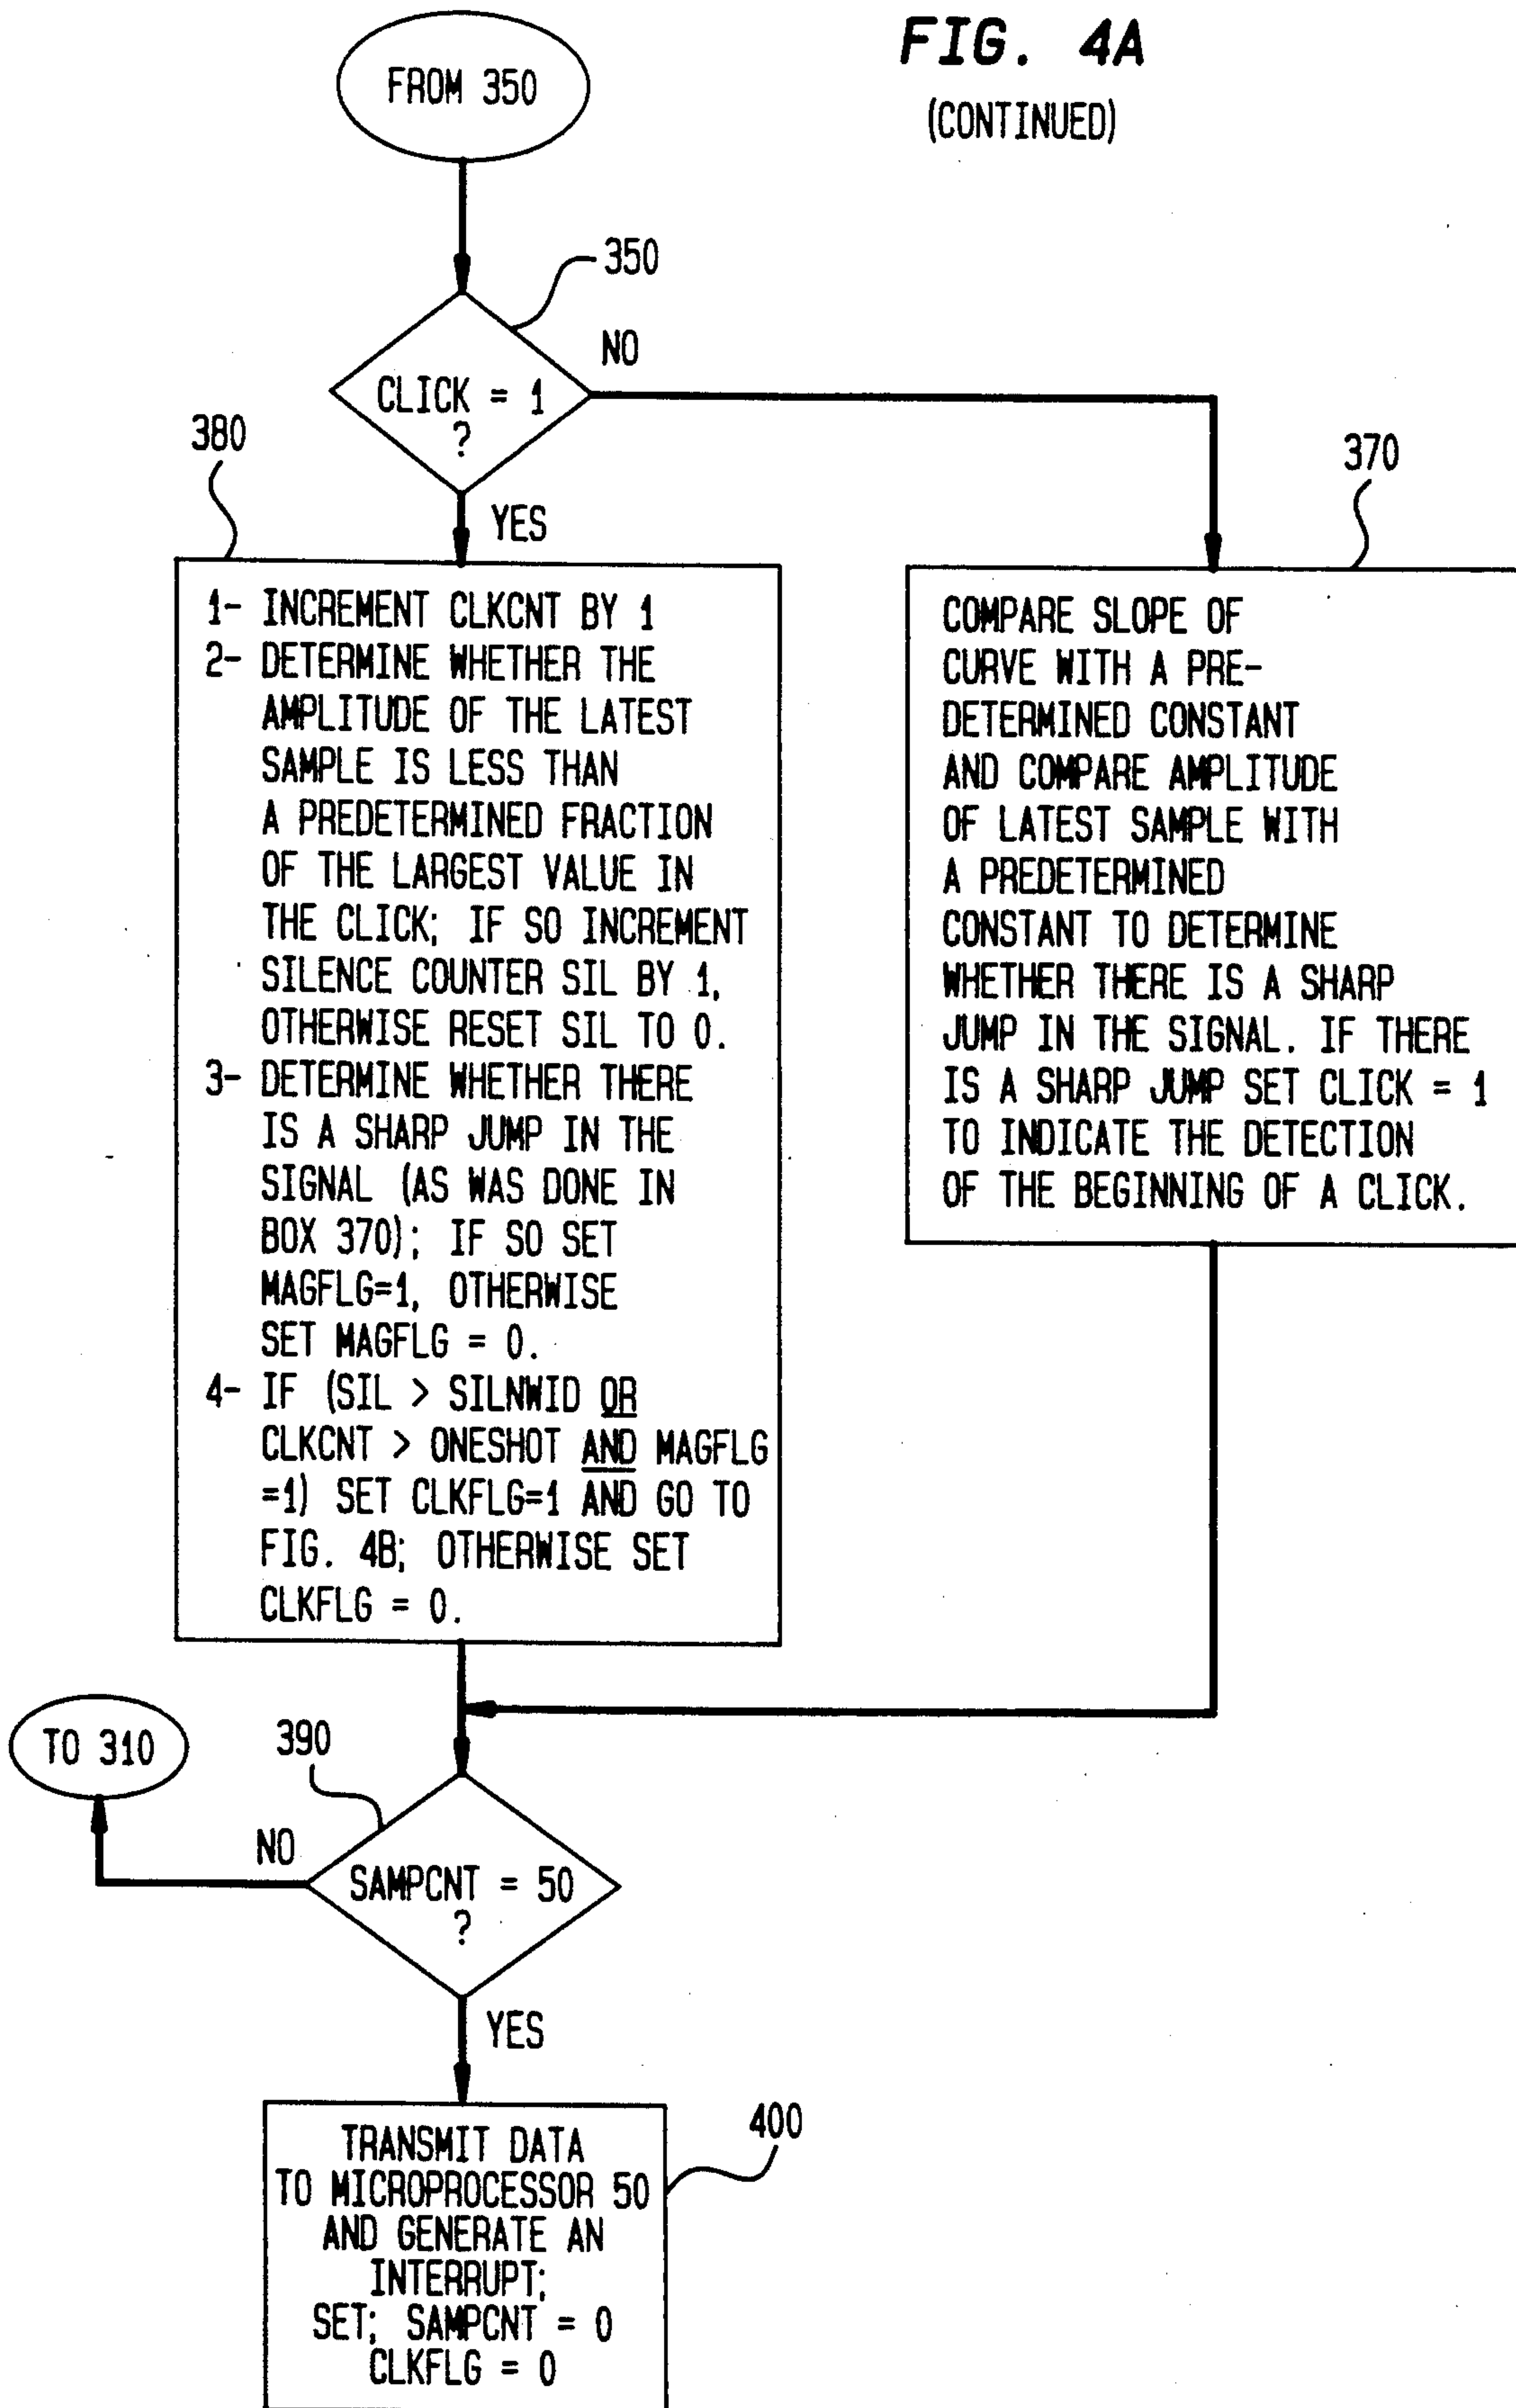 FIG. 4A
(CONTINUED)
FROM 350
350
CLICK = 1
?
NO
YES
380
1- INCREMENT CLKCNT BY 1
2- DETERMINE WHETHER THE
AMPLITUDE OF THE LATEST
SAMPLE IS LESS THAN
A PREDETERMINED FRACTION
OF THE LARGEST VALUE IN
THE CLICK; IF SO INCREMENT
SILENCE COUNTER SIL BY 1,
OTHERWISE RESET SIL TO 0.
3- DETERMINE WHETHER THERE
IS A SHARP JUMP IN THE
SIGNAL (AS WAS DONE IN
BOX 370); IF SO SET
MAGFLG=1, OTHERWISE
SET MAGFLG = 0.
4- IF (SIL > SILNWID OR
CLKCNT > ONESHOT AND MAGFLG
=1) SET CLKFLG=1 AND GO TO
FIG. 4B; OTHERWISE SET
CLKFLG = 0.
370
COMPARE SLOPE OF
CURVE WITH A PRE-
DETERMINED CONSTANT
AND COMPARE AMPLITUDE
OF LATEST SAMPLE WITH
A PREDETERMINED
CONSTANT TO DETERMINE
WHETHER THERE IS A SHARP
JUMP IN THE SIGNAL. IF THERE
IS A SHARP JUMP SET CLICK = 1
TO INDICATE THE DETECTION
OF THE BEGINNING OF A CLICK.
TO 310
390
NO
SAMPCNT = 50
?
YES
400
TRANSMIT DATA
TO MICROPROCESSOR 50
AND GENERATE AN
INTERRUPT;
SET; SAMPCNT = 0
CLKFLG = 0